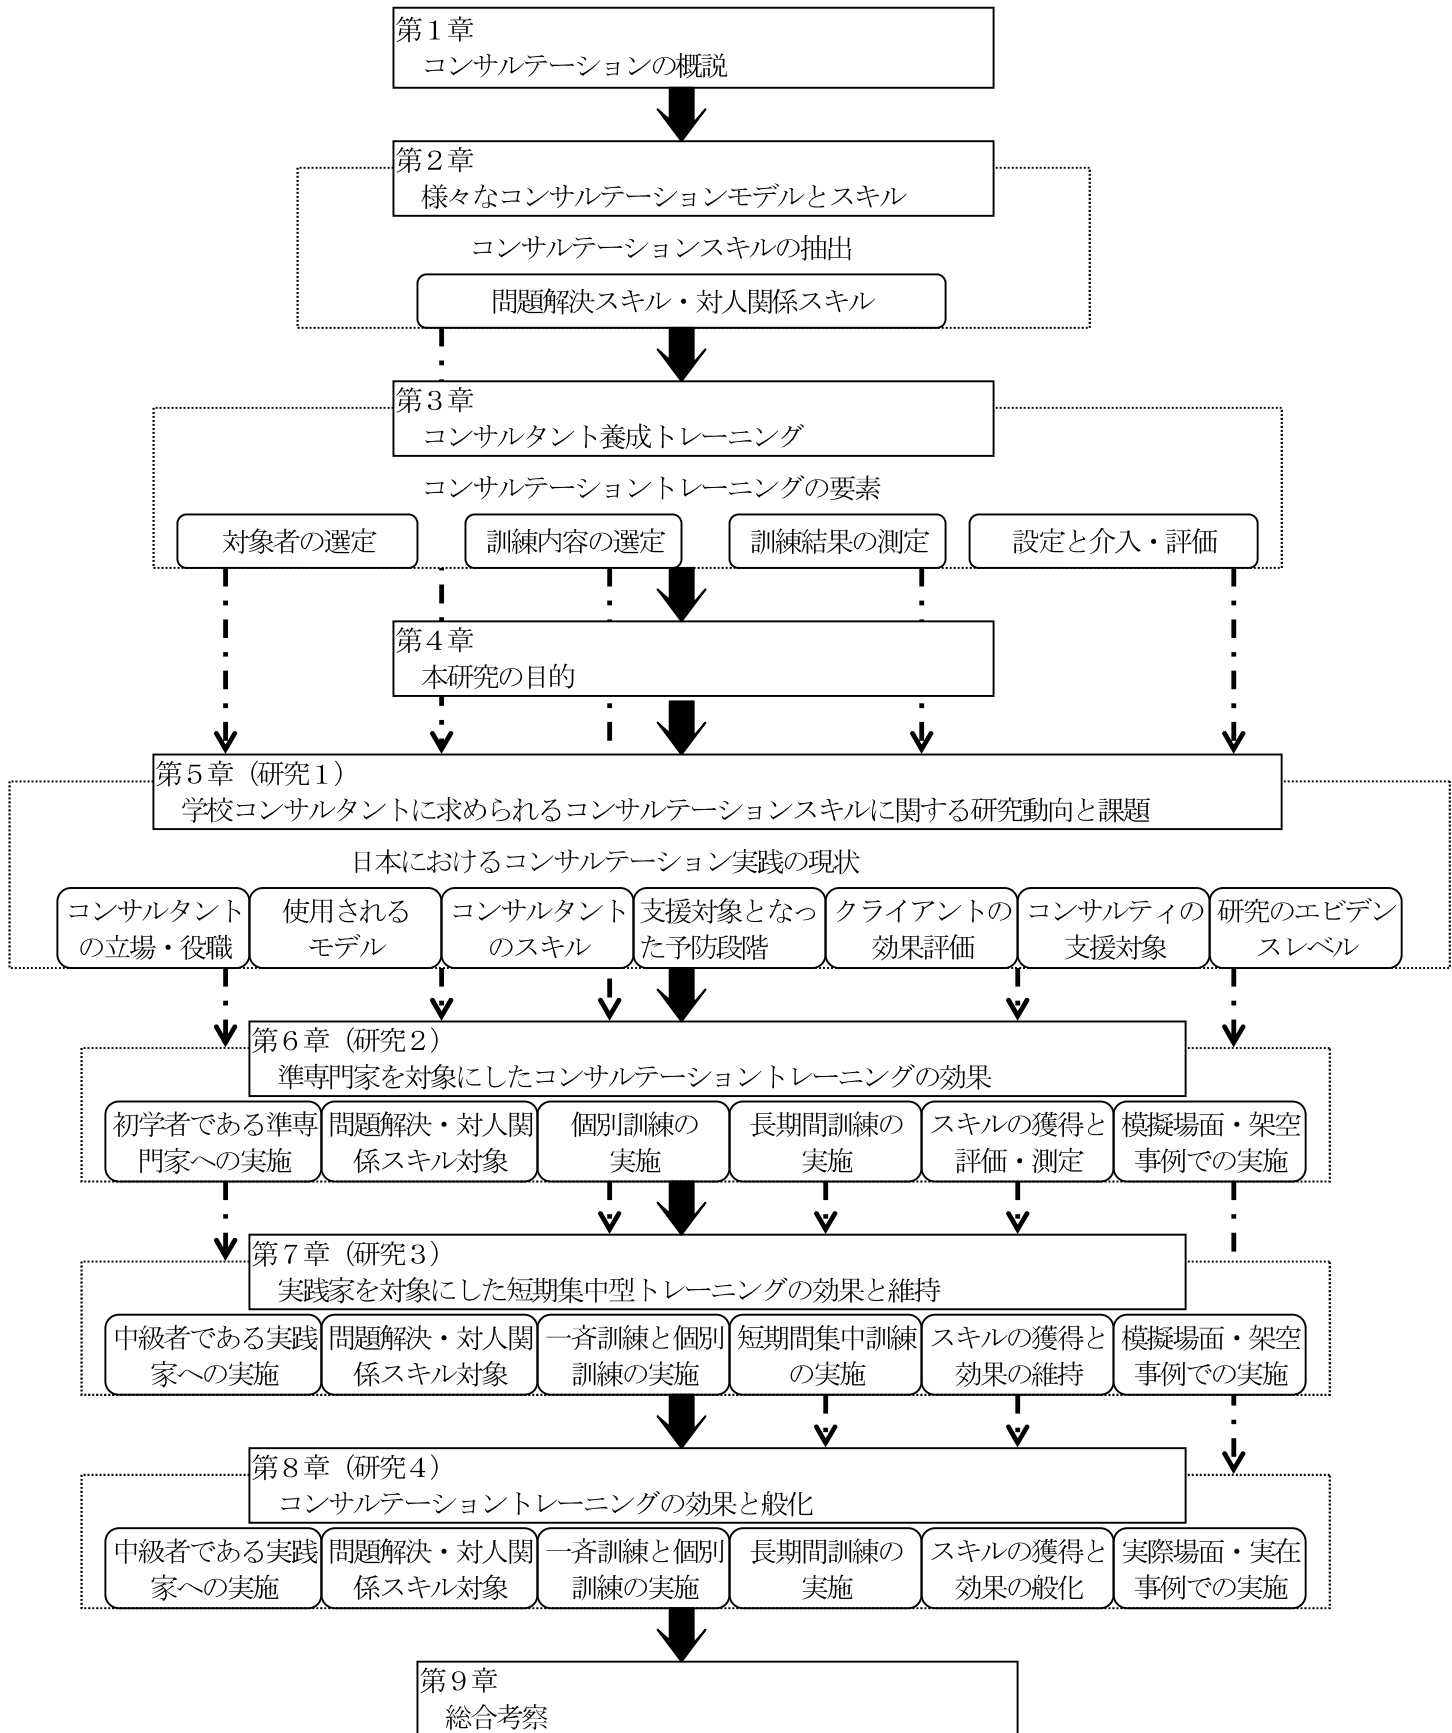 第１章
コンサルテーションの概説
第２章
様々なコンサルテーションモデルとスキル
コンサルテーションスキルの抽出
問題解決スキル・対人関係スキル
第３章
コンサルタント養成トレーニング
コンサルテーショントレーニングの要素
対象者の選定
訓練内容の選定
訓練結果の測定
設定と介入・評価
第４章
本研究の目的
第５章（研究１）
学校コンサルタントに求められるコンサルテーションスキルに関する研究動向と課題
日本におけるコンサルテーション実践の現状
コンサルタント
の立場・役職
使用される
モデル
コンサルタント
のスキル
支援対象となっ
た予防段階
クライアントの
効果評価
コンサルティの
支援対象
研究のエビデン
スレベル
第６章（研究２）
準専門家を対象にしたコンサルテーショントレーニングの効果
初学者である準専
門家への実施
問題解決・対人関
係スキル対象
個別訓練の
実施
長期間訓練の
実施
スキルの獲得と
評価・測定
模擬場面・架空
事例での実施
第７章（研究３）
実践家を対象にした短期集中型トレーニングの効果と維持
中級者である実践
家への実施
問題解決・対人関
係スキル対象
一斉訓練と個別
訓練の実施
短期間集中訓練
の実施
スキルの獲得と
効果の維持
模擬場面・架空
事例での実施
第８章（研究４）
コンサルテーショントレーニングの効果と般化
中級者である実践
家への実施
問題解決・対人関
係スキル対象
一斉訓練と個別
訓練の実施
長期間訓練の
実施
スキルの獲得と
効果の般化
実際場面・実在
事例での実施
第９章
総合考察